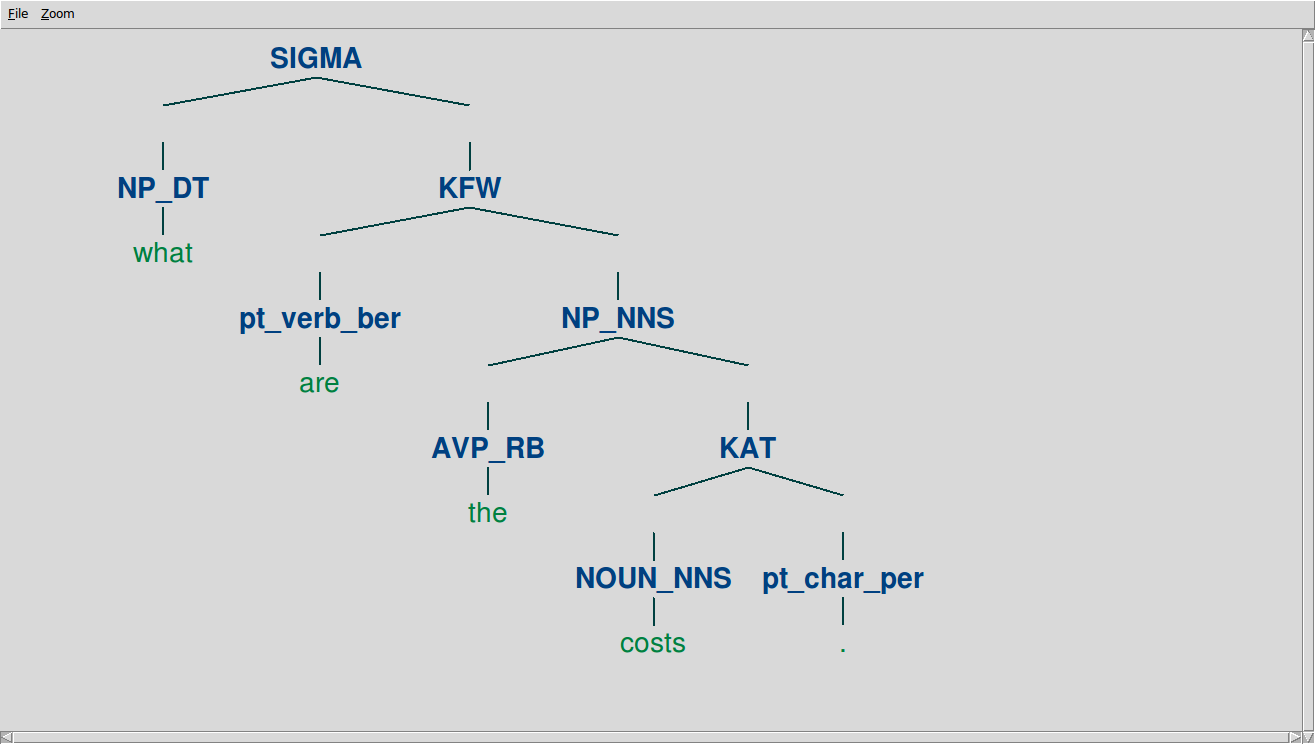 File Zoom
SIGMA
NP_DT KFW
what
pt_verb_ber NP_NNS
are
AVP_RB KAT
the
NOUN_NNS pt_char_per
costs .